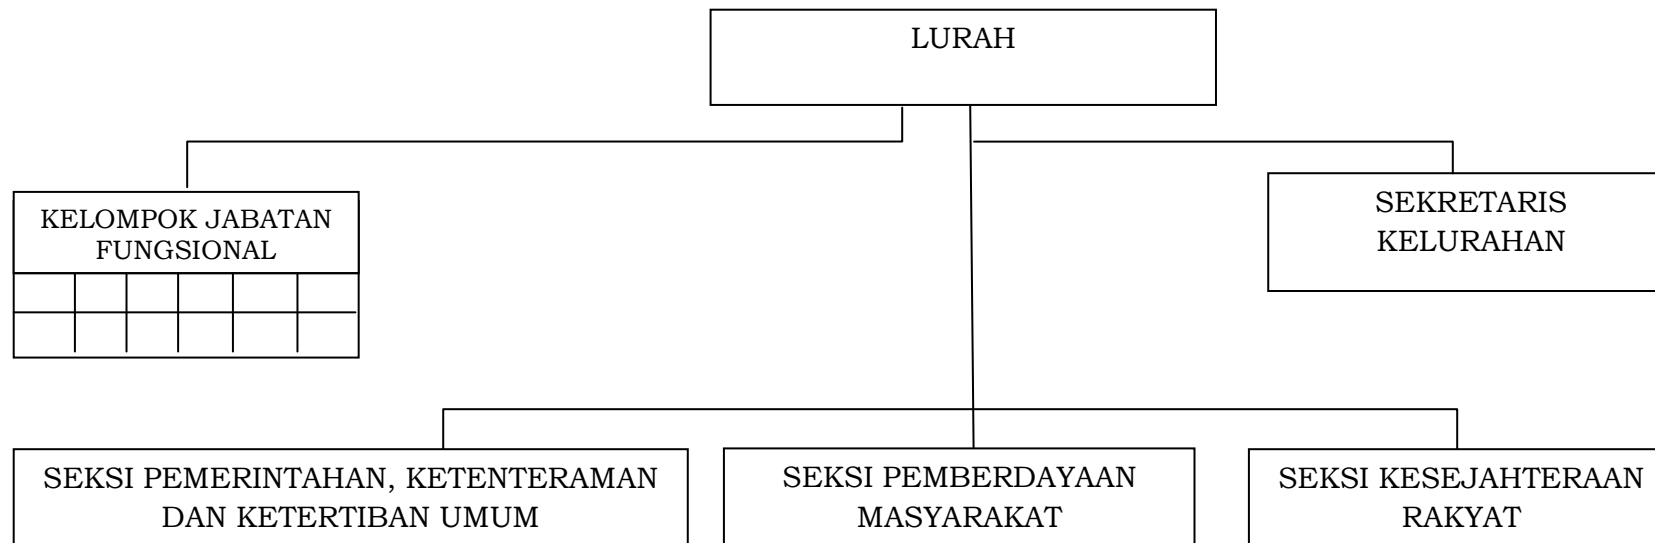 LURAH
KELOMPOK JABATAN
FUNGSIONAL
SEKRETARIS
KELURAHAN
SEKSI PEMERINTAHAN, KETENTERAMAN
DAN KETERTIBAN UMUM
SEKSI PEMBERDAYAAN
MASYARAKAT
SEKSI KESEJAHTERAAN
RAKYAT